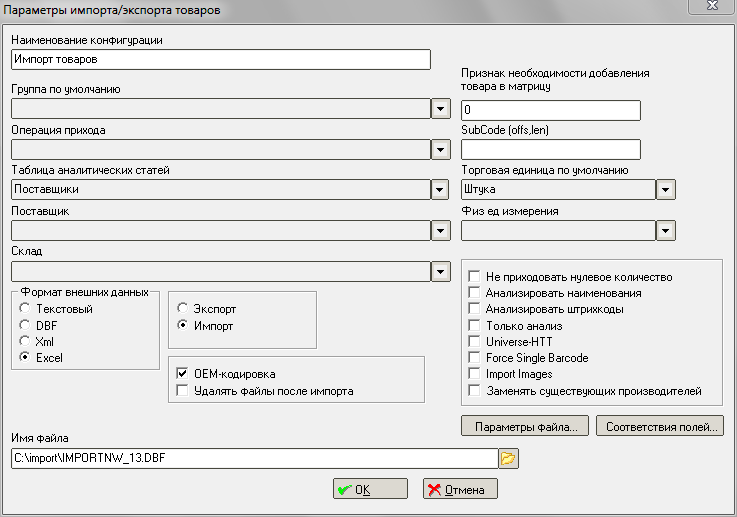 Параметры импорта/экспорта товаров
Наименование конфигурации
Импорт товаров
Признак необходимости добавления
товара в матрицу
Группа по умолчанию
0
Операция прихода
SubCode (offs,len)
Таблица аналитических статей
Торговая единица по умолчанию
Поставщики
Штука
Поставщик
Физ ед измерения
Склад
Формат внешних данных
Текстовый
DBF
Xml
Excel
Экспорт
Импорт
OEM-кодировка
Удалять файлы после импорта
Не приходовать нулевое количество
Анализировать наименования
Анализировать штрихкоды
Только анализ
Universe-HTT
Force Single Barcode
Import Images
Заменять существующих производителей
Параметры файла...
Соответствия полей...
Имя файла
C:\import\IMPORTNW_13.DBF
OK
Отмена